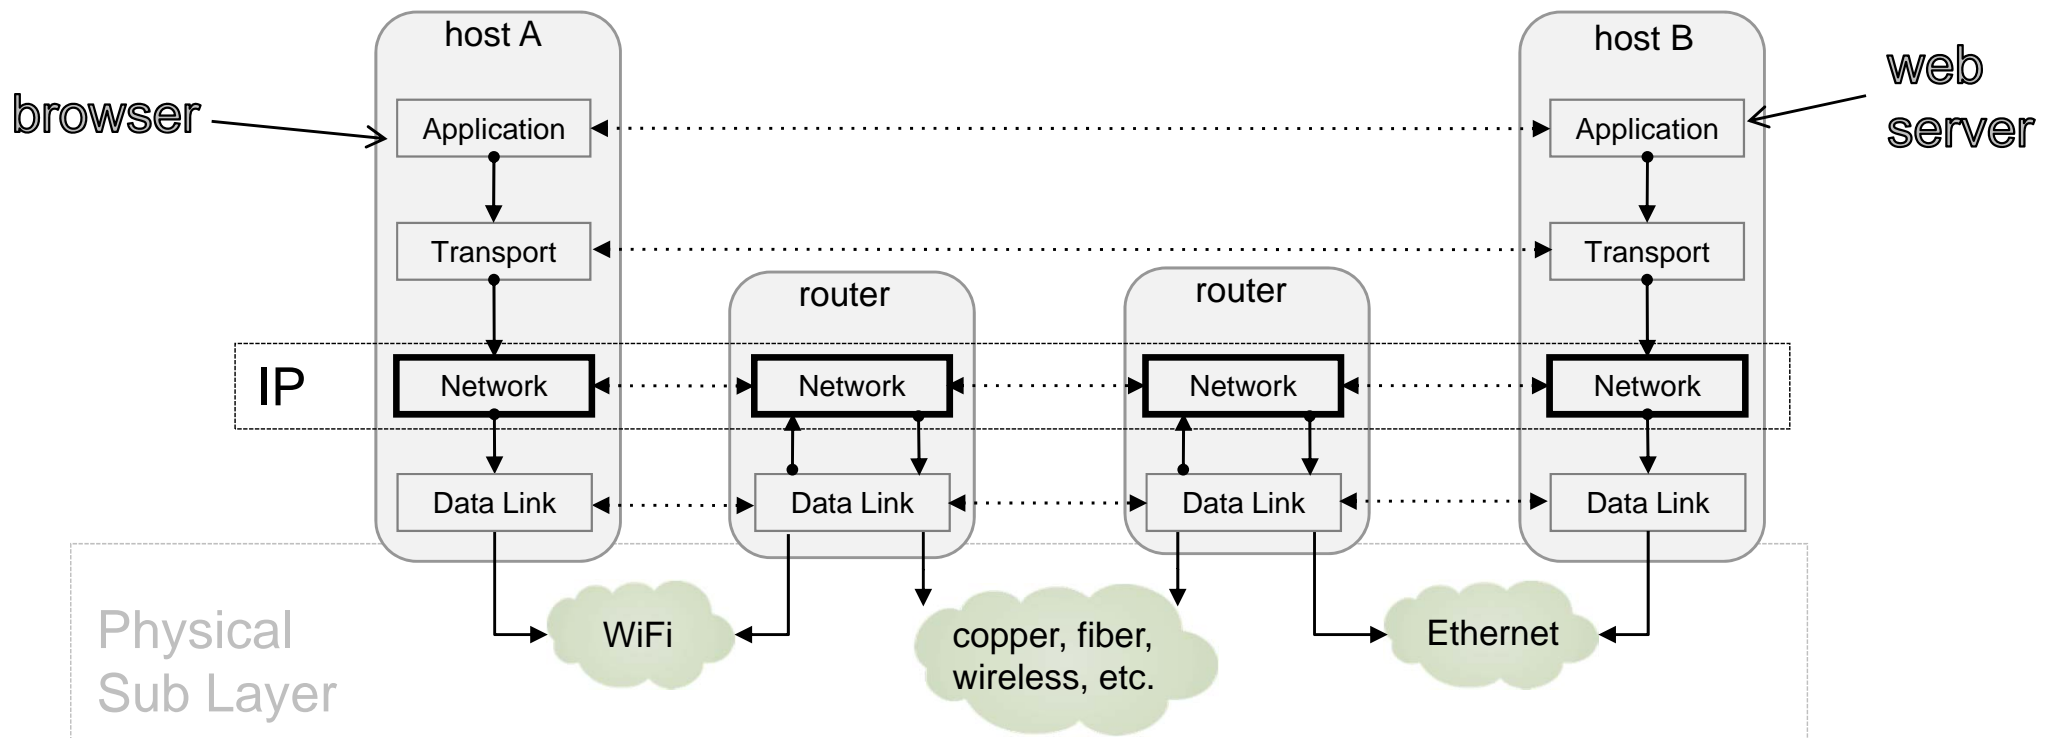 host A
host B
browser
web
server
Application
Application
Transport
Transport
router
router
IP
Network
Network
Network
Network
Data Link
Data Link
Data Link
Data Link
Physical
Sub Layer
WiFi
copper, fiber,
wireless, etc.
Ethernet